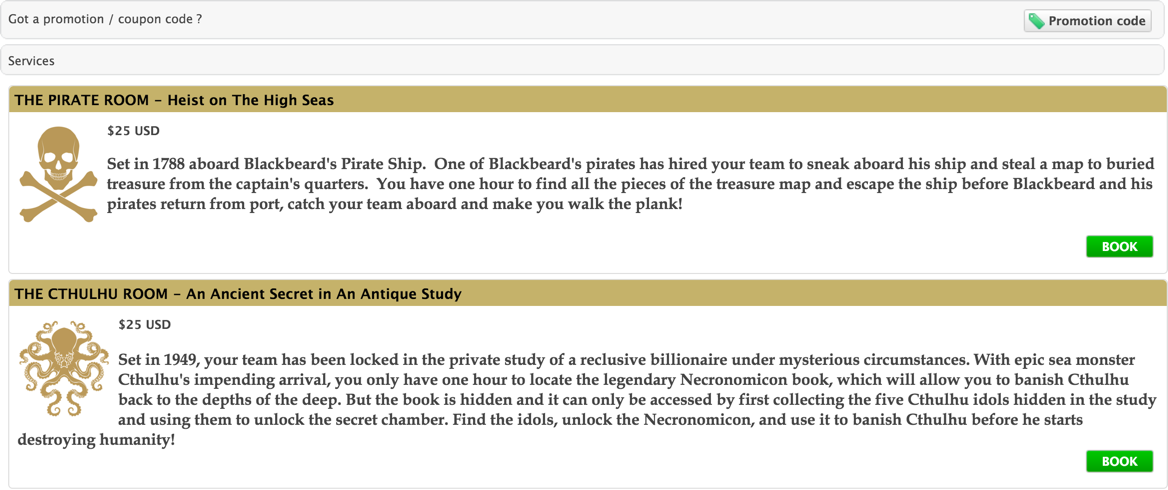 Got a promotion / coupon code ?
Promotion code
Services
THE PIRATE ROOM - Heist on The High Seas
$25 USD
Set in 1788 aboard Blackbeard's Pirate Ship.  One of Blackbeard's pirates has hired your team to sneak aboard his ship and steal a map to buried
treasure from the captain's quarters.  You have one hour to find all the pieces of the treasure map and escape the ship before Blackbeard and his
pirates return from port, catch your team aboard and make you walk the plank!
BOOK
THE CTHULHU ROOM - An Ancient Secret in An Antique Study
$25 USD
Set in 1949, your team has been locked in the private study of a reclusive billionaire under mysterious circumstances. With epic sea monster
Cthulhu's impending arrival, you only have one hour to locate the legendary Necronomicon book, which will allow you to banish Cthulhu
back to the depths of the deep. But the book is hidden and it can only be accessed by first collecting the five Cthulhu idols hidden in the study
and using them to unlock the secret chamber. Find the idols, unlock the Necronomicon, and use it to banish Cthulhu before he starts
destroying humanity!
BOOK